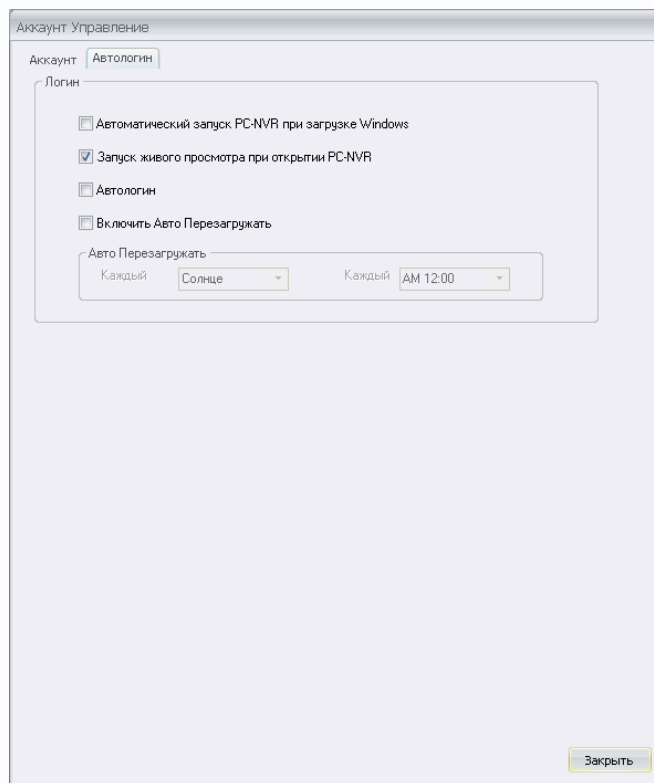 Аккаунт Управление
Аккаунт Автологин
Логин
Автоматический запуск PC-NVR при загрузке Windows
Запуск живого просмотра при открытии PC-NVR
Автологин
Включить Авто Перезагружать
Авто Перезагружать
Каждый Солнце Каждый AM 12:00
Закрыть